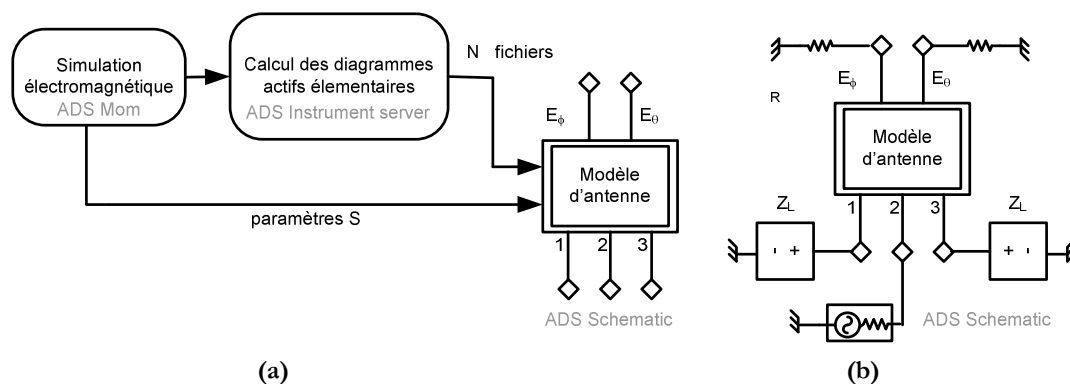 Simulation
électromagnétique
ADS Mom
Calcul des diagrammes
actifs élementaires
ADS Instrument server
N fichiers
paramètres S
Eϕ
Eθ
Modèle
d'antenne
1 2 3
ADS Schematic
(a)
R
Eϕ
Eθ
Modèle
d'antenne
1 2 3
ZL
ZL
- +
+ -
ADS Schematic
(b)